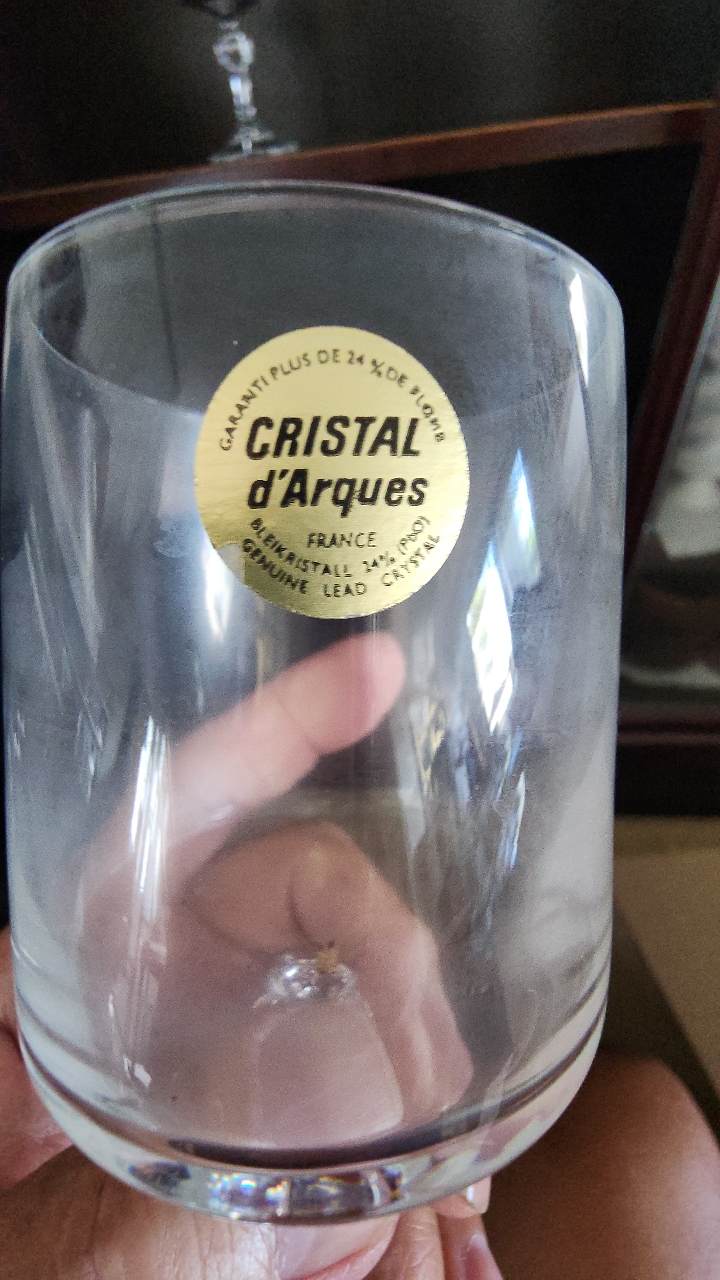 GARANTI PLUS DE 24 % DE PLOMB
CRISTAL
d'Arques
FRANCE
BLEIKRISTALL 24% (PbO)
GENUINE LEAD CRYSTAL